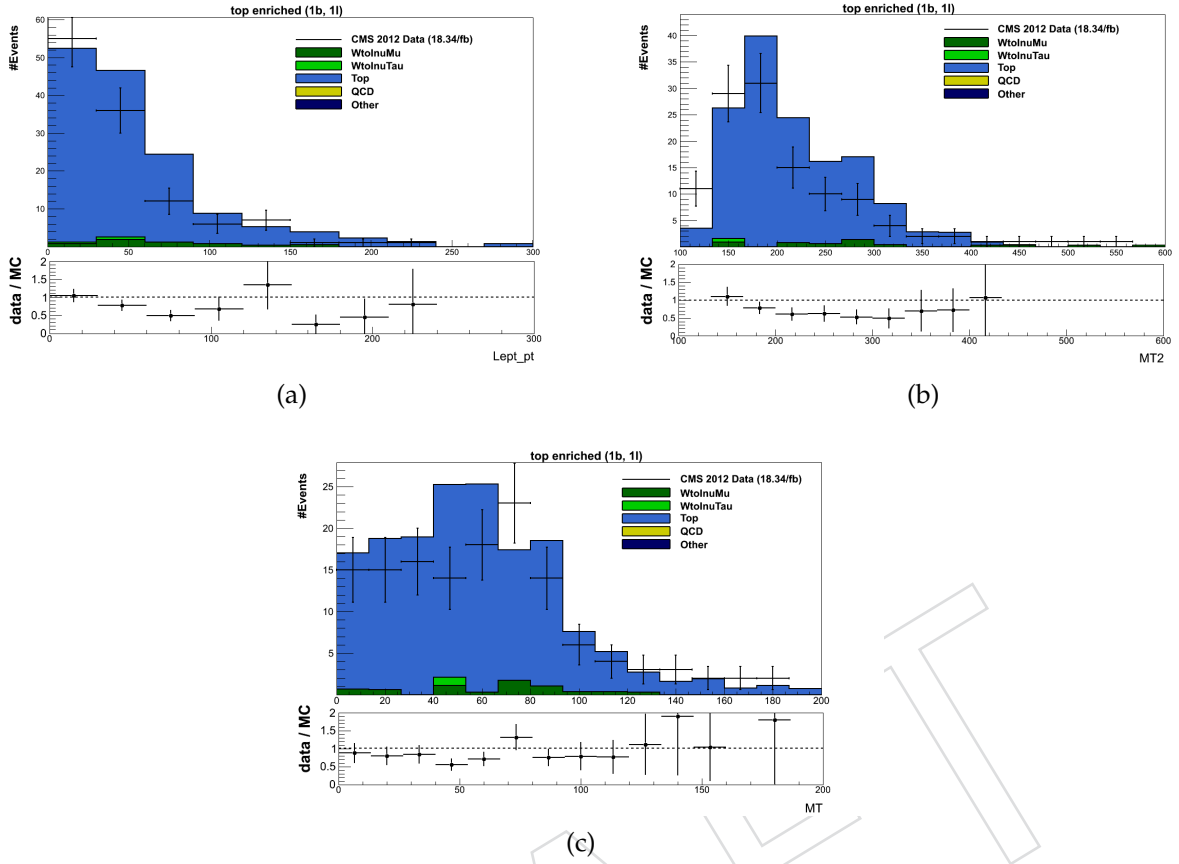 top enriched (1b, 1l)
#Events
60
50
40
30
20
10
CMS 2012 Data (18.34/fb)
WtolnuMu
WtolnuTau
Top
QCD
Other
0 50 100 150 200 250 300
data / MC
2
1.5
1
0.5
0
0 100 200 300
Lept_pt
(a)
top enriched (1b, 1l)
#Events
40
35
30
25
20
15
10
5
0
CMS 2012 Data (18.34/fb)
WtolnuMu
WtolnuTau
Top
QCD
Other
100 150 200 250 300 350 400 450 500 550 600
data / MC
2
1.5
1
0.5
0
100 200 300 400 500 600
MT2
(b)
top enriched (1b, 1l)
#Events
25
20
15
10
5
CMS 2012 Data (18.34/fb)
WtolnuMu
WtolnuTau
Top
QCD
Other
0 20 40 60 80 100 120 140 160 180 200
data / MC
2
1.5
1
0.5
0
0 50 100 150 200
MT
(c)